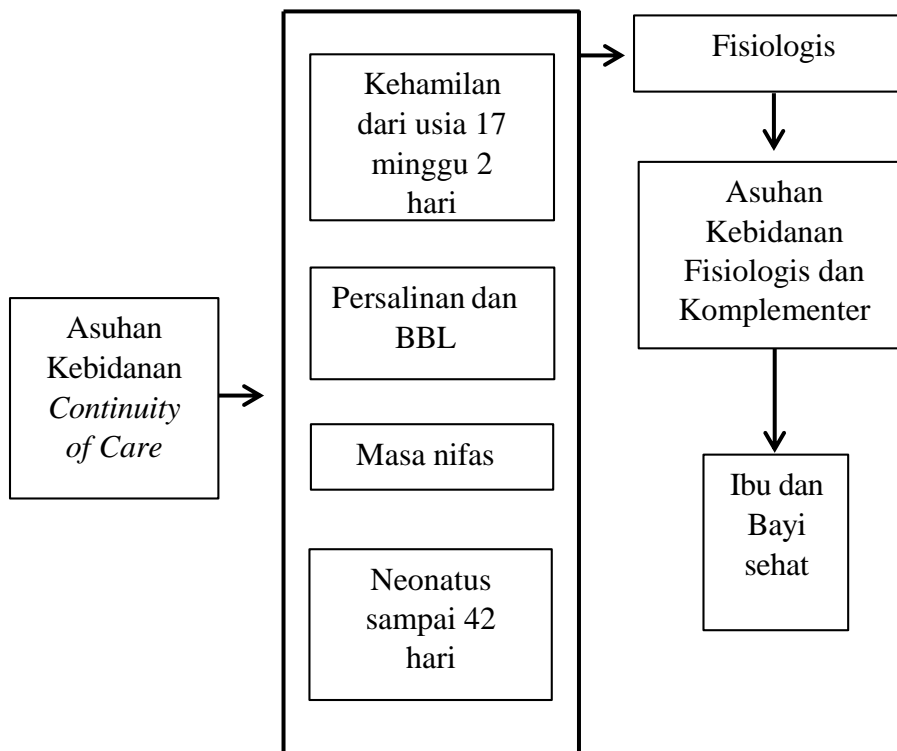 Asuhan
Kebidanan
Continuity
of Care
Kehamilan
dari usia 17
minggu 2
hari
Persalinan dan
BBL
Masa nifas
Neonatus
sampai 42
hari
Fisiologis
Asuhan
Kebidanan
Fisiologis dan
Komplementer
Ibu dan
Bayi
sehat